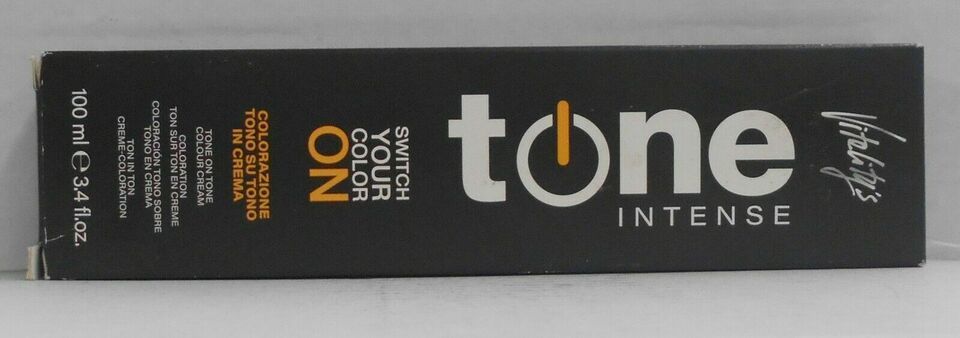 Vitality's
tone
INTENSE
SWITCH
YOUR
COLOR
ON
COLORAZIONE
TONO SU TONO
IN CREMA
TONE ON TONE
COLOUR CREAM
COLORATION
TON SUR TON EN CREME
COLORACIÓN TONO SOBRE
TONO EN CREMA
TON IN TON
CREME-COLORATION
100 ml e 3.4 fl.oz.